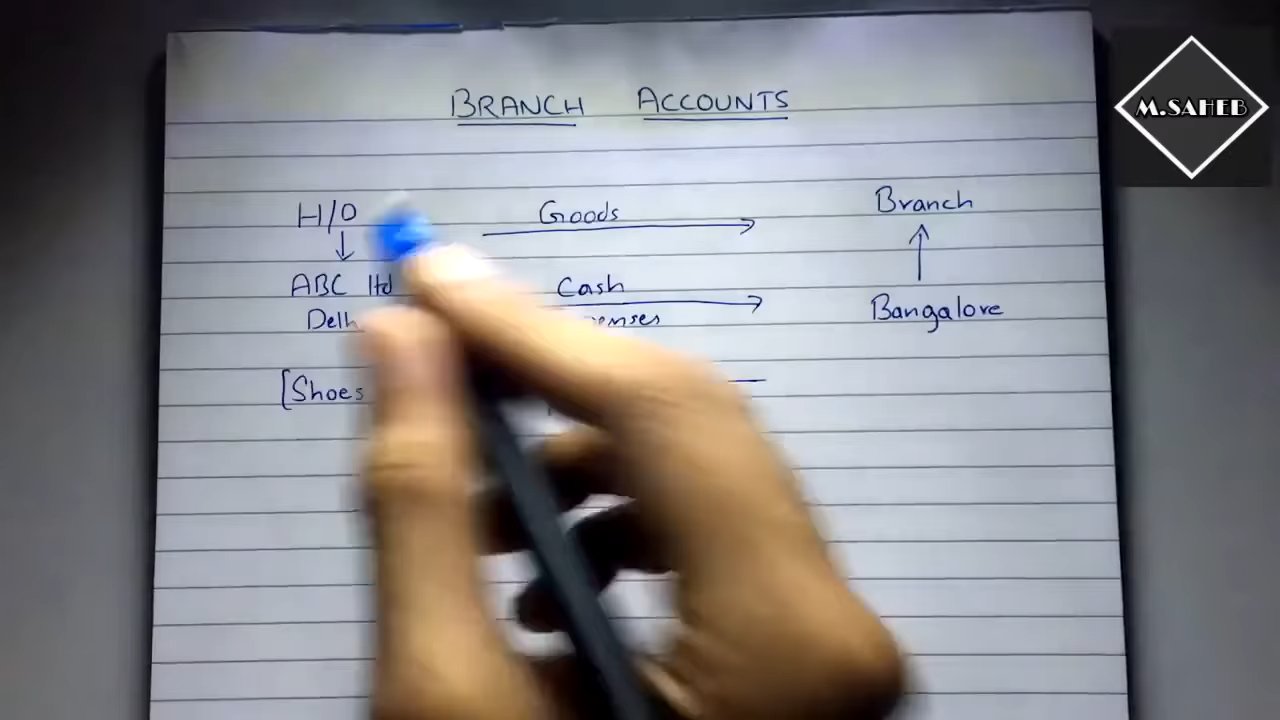 BRANCH ACCOUNTS
M.SAHEB
H/O Goods Branch
ABC ltd Cash
Bangalore
[Shoes